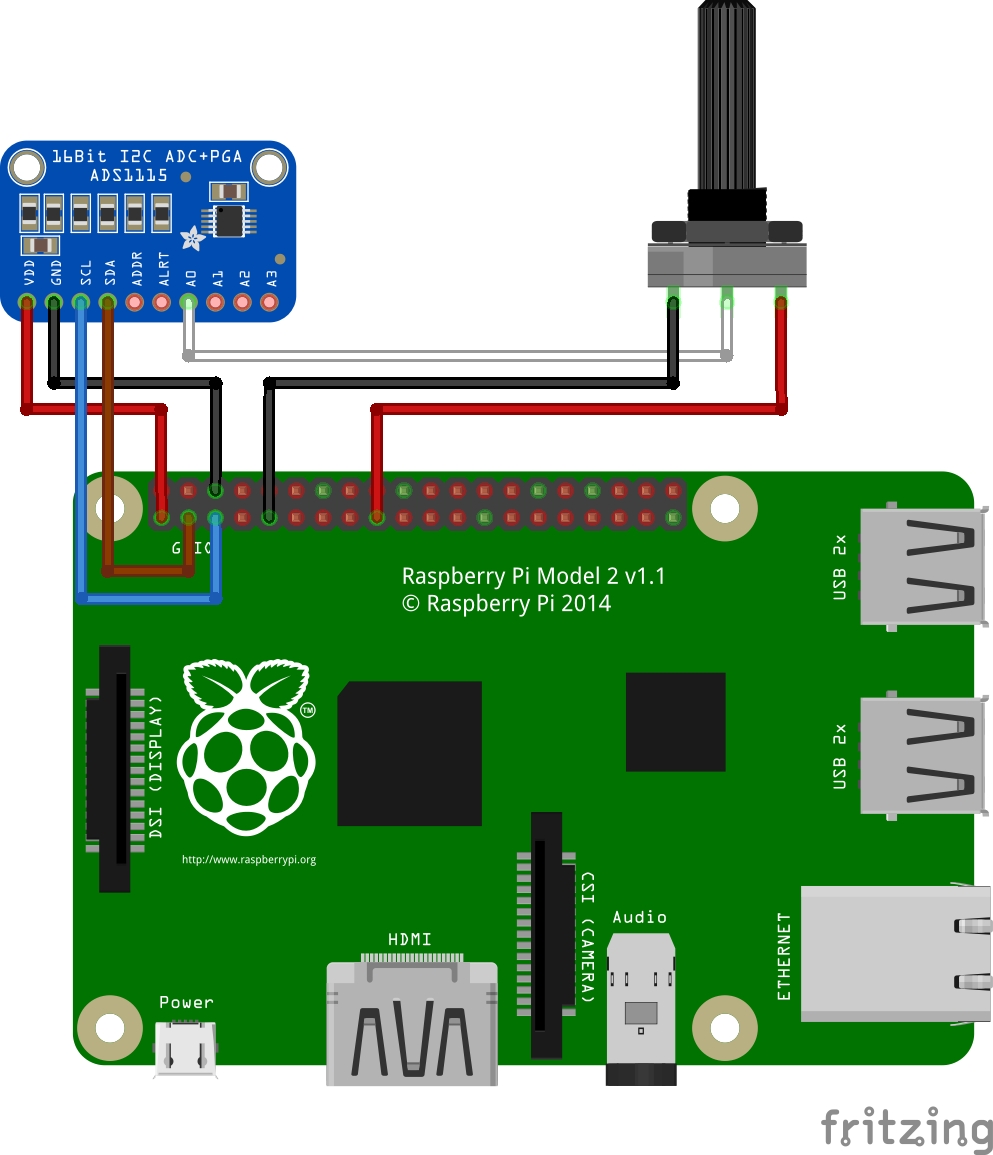 16Bit I2C ADC+PGA
ADS1115
VDD
GND
SCL
SDA
ADDR
ALRT
A0
A1
A2
A3
GPIO
Raspberry Pi Model 2 v1.1
© Raspberry Pi 2014
USB 2x
DSI (DISPLAY)
TM
USB 2x
http://www.raspberrypi.org
CSI (CAMERA)
Audio
ETHERNET
HDMI
Power
fritzing